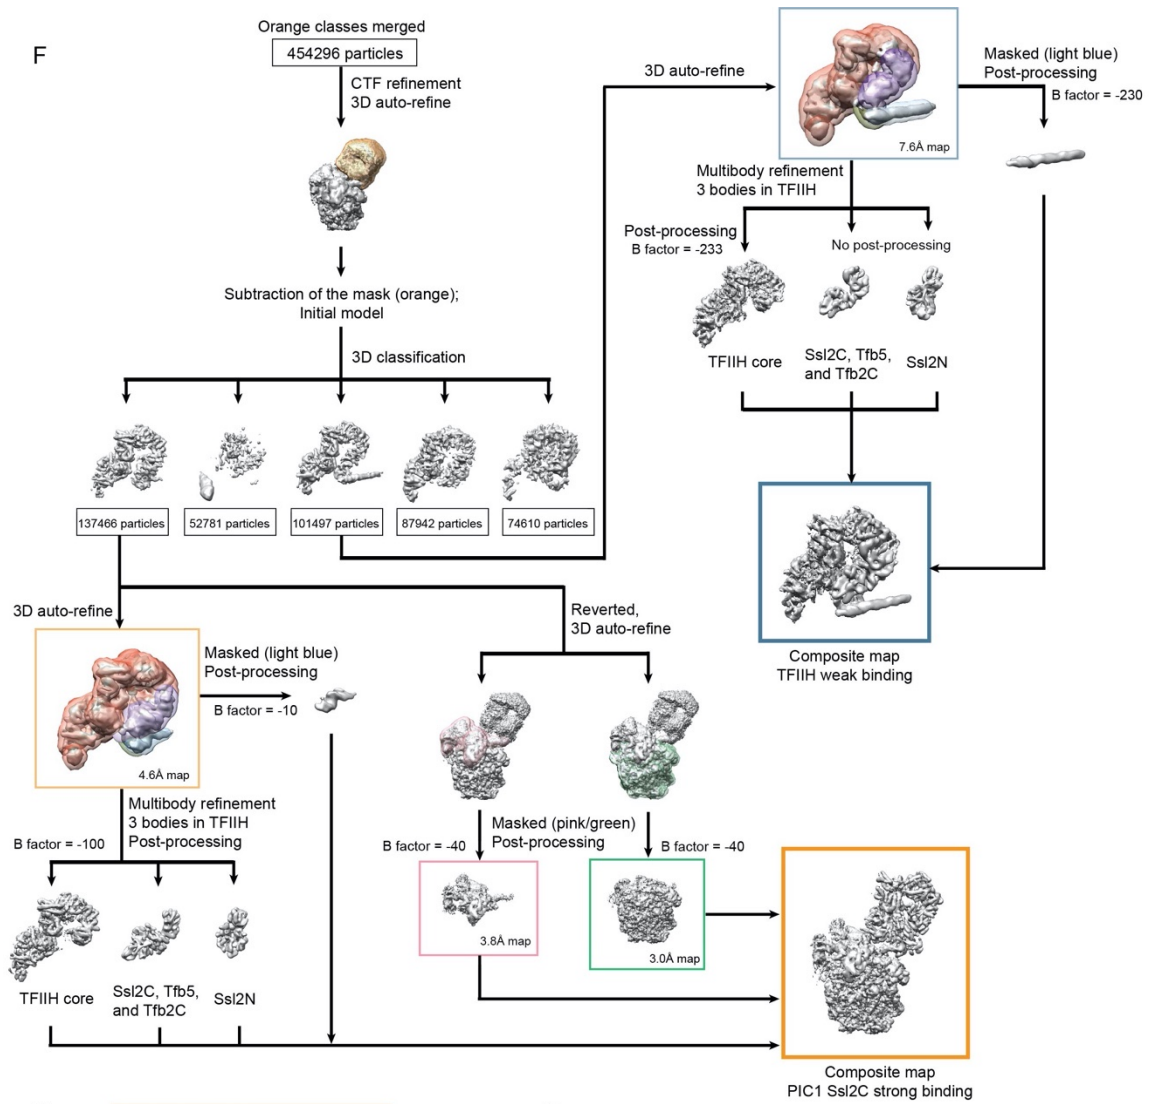 F
Orange classes merged
454296 particles
CTF refinement
3D auto-refine
Subtraction of the mask (orange);
Initial model
3D classification
137466 particles
52781 particles
101497 particles
87942 particles
74610 particles
3D auto-refine
7.6Å map
Masked (light blue)
Post-processing
B factor = -230
Multibody refinement
3 bodies in TFIIH
Post-processing
B factor = -233
No post-processing
TFIIH core
Ssl2C, Tfb5,
and Tfb2C
Ssl2N
Composite map
TFIIH weak binding
3D auto-refine
4.6Å map
Masked (light blue)
Post-processing
B factor = -10
Multibody refinement
3 bodies in TFIIH
Post-processing
B factor = -100
TFIIH core
Ssl2C, Tfb5,
and Tfb2C
Ssl2N
Reverted,
3D auto-refine
Masked (pink/green)
Post-processing
B factor = -40
B factor = -40
3.8Å map
3.0Å map
Composite map
PIC1 Ssl2C strong binding